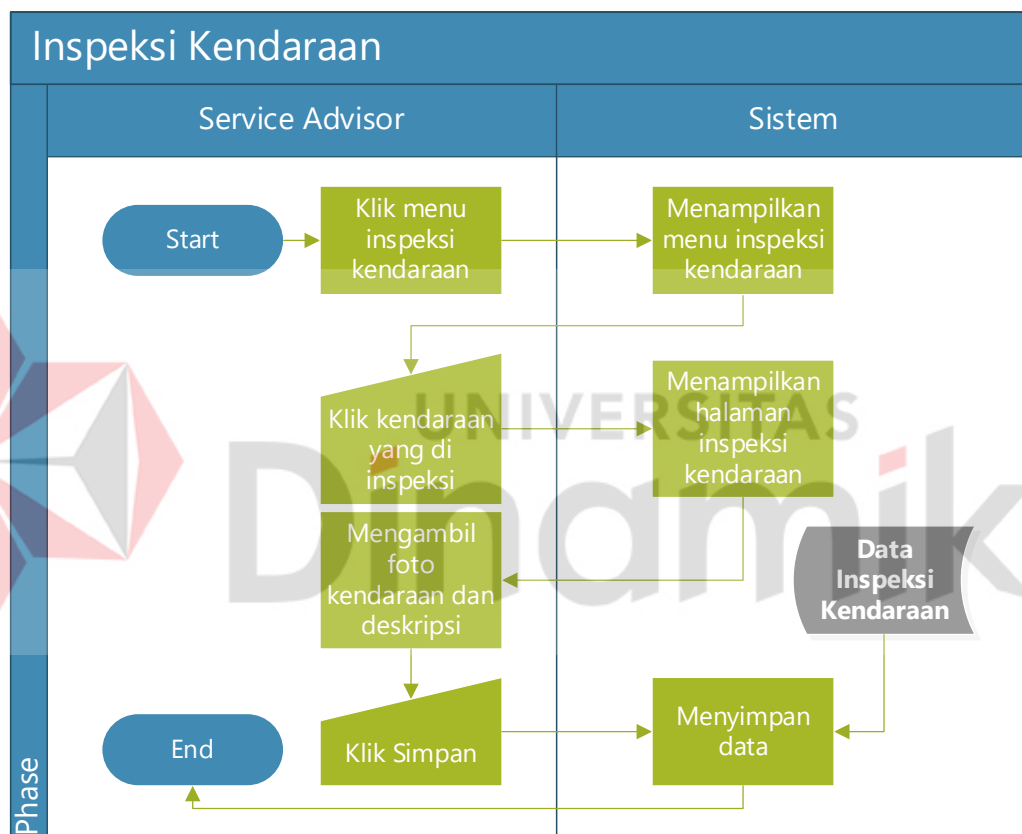 Inspeksi Kendaraan
Service Advisor
Sistem
Start
Klik menu
inspeksi
kendaraan
Menampilkan
menu inspeksi
kendaraan
Klik kendaraan
yang di
inspeksi
Menampilkan
halaman
inspeksi
kendaraan
UNIVERSITAS
Dinamik
Mengambil
foto
kendaraan dan
deskripsi
Data
Inspeksi
Kendaraan
End
Klik Simpan
Menyimpan
data
Phase